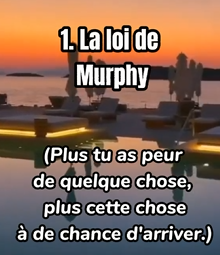 1. La loi de
Murphy
(Plus tu as peur
de quelque chose,
plus cette chose
à de chance d'arriver.)